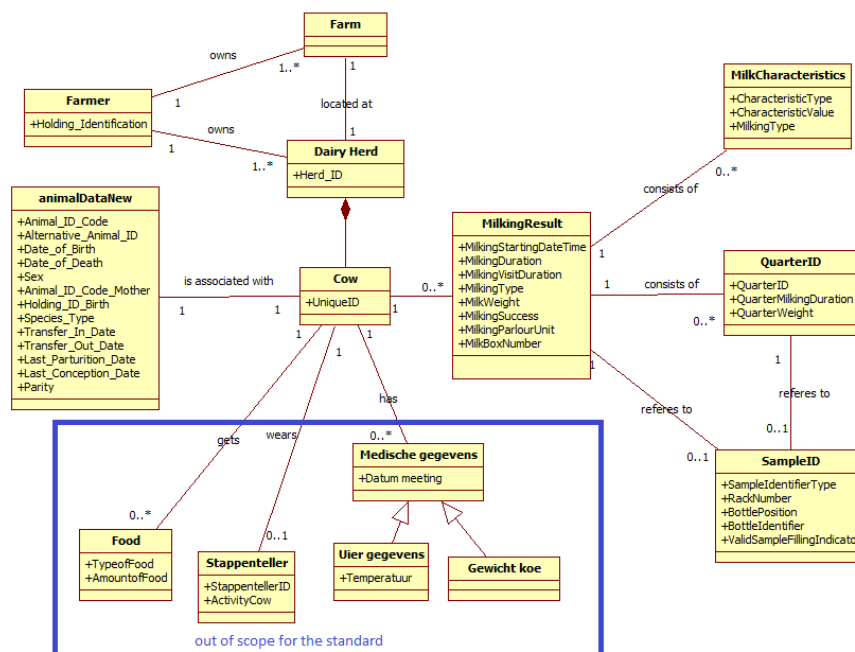 Farm
owns
1..*
1
1
located at
1
Farmer
+Holding_Identification
1
owns
1..*
Dairy Herd
+Herd_ID
MilkCharacteristics
+CharacteristicType
+CharacteristicValue
+MilkingType
0..*
consists of
1
animalDataNew
+Animal_ID_Code
+Alternative_Animal_ID
+Date_of_Birth
+Date_of_Death
+Sex
+Animal_ID_Code_Mother
+Holding_ID_Birth
+Species_Type
+Transfer_In_Date
+Transfer_Out_Date
+Last_Parturition_Date
+Last_Conception_Date
+Parity
is associated with
1
1
Cow
+UniqueID
1
0..*
MilkingResult
+MilkingStartingDateTime
+MilkingDuration
+MilkingVisitDuration
+MilkingType
+MilkWeight
+MilkingSuccess
+MilkingParlourUnit
+MilkBoxNumber
1
consists of
0..*
QuarterID
+QuarterID
+QuarterMilkingDuration
+QuarterWeight
1
referes to
0..1
1
referes to
0..1
SampleID
+SampleIdentifierType
+RackNumber
+BottlePosition
+BottleIdentifier
+ValidSampleFillingIndicato
1
gets
0..*
1
wears
0..1
1
has
0..*
Medische gegevens
+Datum meeting
Food
+TypeofFood
+AmountofFood
Stappenteller
+StappentellerID
+ActivityCow
Uier gegevens
+Temperatuur
Gewicht koe
out of scope for the standard